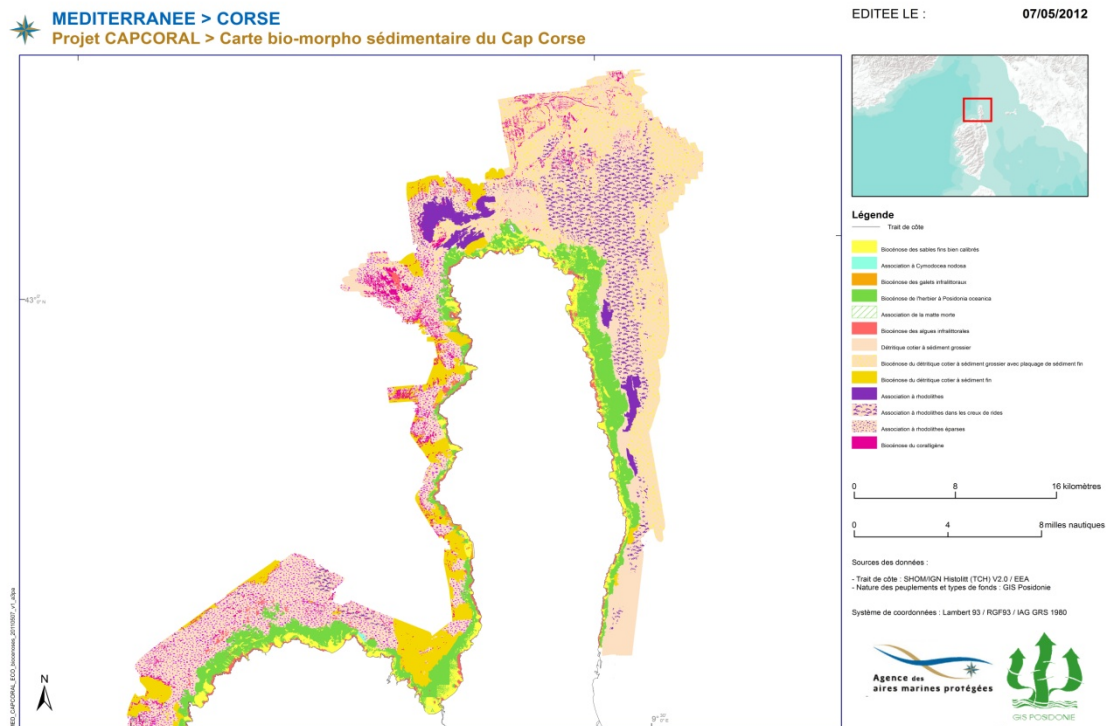 MEDITERRANEE > CORSE
Projet CAPCORAL > Carte bio-morpho sédimentaire du Cap Corse
EDITEE LE : 07/05/2012
Légende
Trait de côte
Biocénose des sables fins bien calibrés
Association à Cymodocea nodosa
Biocénose des galets infralittoraux
Biocénose de l'herbier à Posidonia oceanica
Association de la matte morte
Biocénose des algues infralittorales
Détritique cotier à sédiment grossier
Biocénose du détritique cotier à sédiment grossier avec plaquage de sédiment fin
Biocénose du détritique cotier à sédiment fin
Association à rhodolithes
Association à rhodolithes dans les creux de rides
Association à rhodolithes éparses
Biocénose du coralligène
0 8 16 kilomètres
0 4 8 milles nautiques
Sources des données :
- Trait de côte : SHOM/IGN Histolitt (TCH) V2.0 / EEA
- Nature des peuplements et types de fonds : GIS Posidonie
Système de coordonnées : Lambert 93 / RGF93 / IAG GRS 1980
Agence des
aires marines protégées
GIS POSIDONIE
43°
N
9°